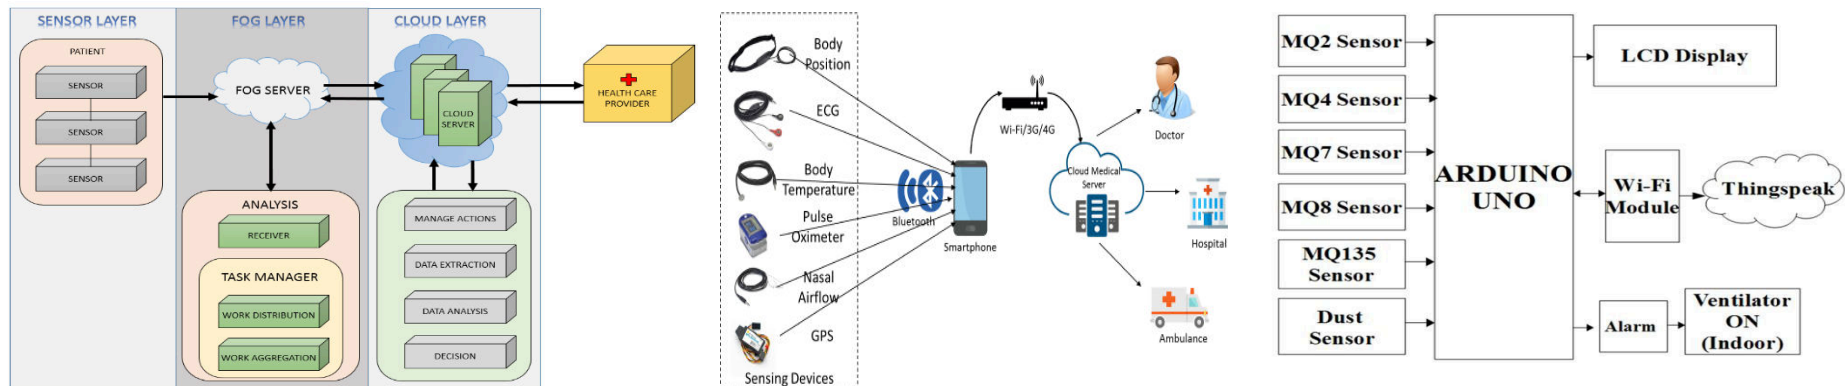 SENSOR LAYER
FOG LAYER
CLOUD LAYER
PATIENT
SENSOR
SENSOR
SENSOR
FOG SERVER
CLOUD
SERVER
HEALTH CARE
PROVIDER
ANALYSIS
RECEIVER
TASK MANAGER
WORK DISTRIBUTION
WORK AGGREGATION
MANAGE ACTIONS
DATA EXTRACTION
DATA ANALYSIS
DECISION
Body
Position
ECG
Body
Temperature
Pulse
Oximeter
Nasal
Airflow
GPS
Sensing Devices
Bluetooth
Smartphone
Wi-Fi/3G/4G
Cloud Medical
Server
Doctor
Hospital
Ambulance
MQ2 Sensor
MQ4 Sensor
MQ7 Sensor
MQ8 Sensor
MQ135
Sensor
Dust
Sensor
ARDUINO
UNO
LCD Display
Wi-Fi
Module
Thingspeak
Alarm
Ventilator
ON
(Indoor)